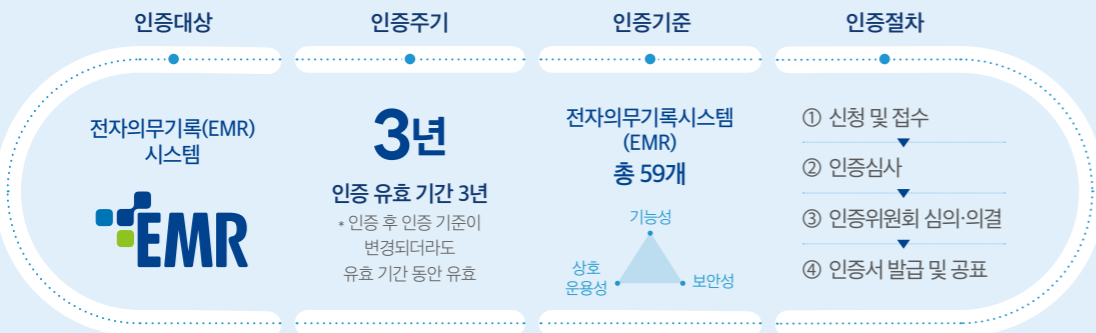 인증대상
전자의무기록(EMR)
시스템
EMR
인증주기
3년
인증 유효 기간 3년
* 인증 후 인증 기준이
변경되더라도
유효 기간 동안 유효
인증기준
전자의무기록시스템
(EMR)
총 59개
기능성
상호
운용성
보안성
인증절차
① 신청 및 접수
② 인증심사
③ 인증위원회 심의·의결
④ 인증서 발급 및 공표